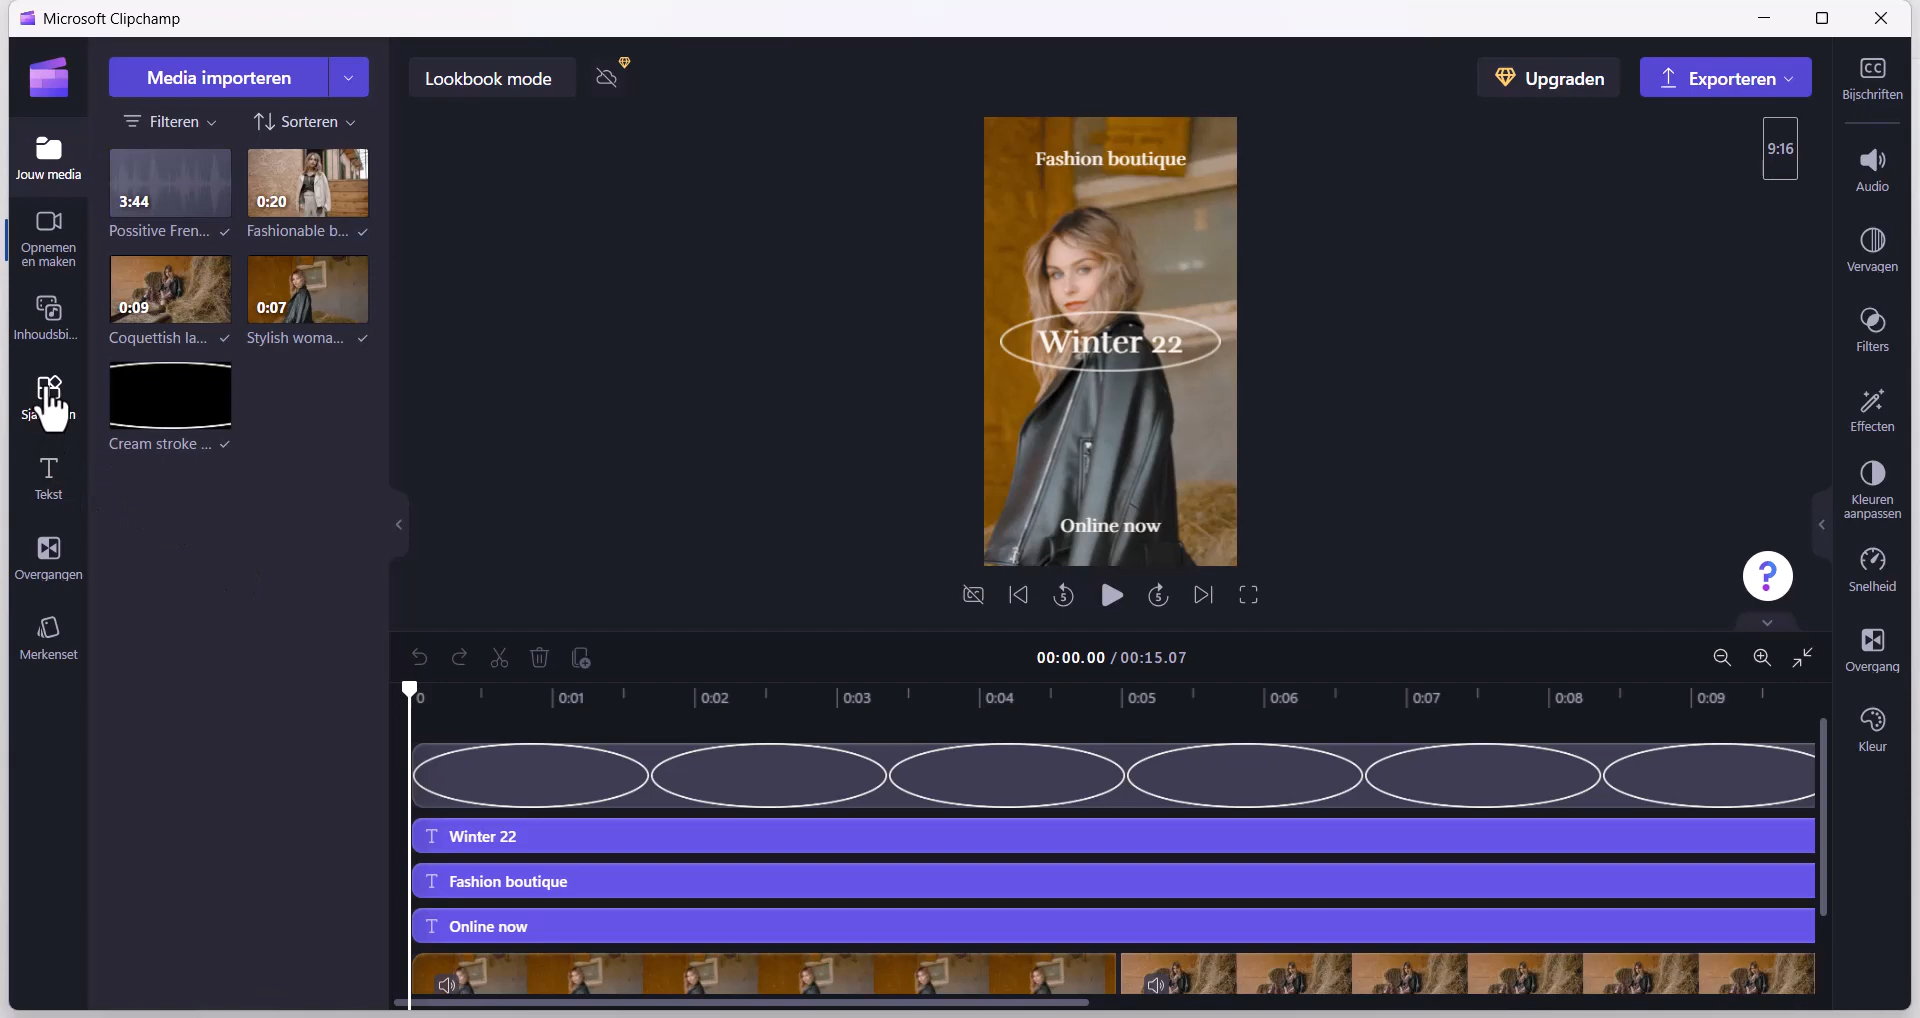 Microsoft Clipchamp
Media importeren
Lookbook mode
Upgraden
Exporteren
Bijschriften
Filteren
Sorteren
9:16
Jouw media
3:44
0:20
Possitive Fren...
Fashionable b...
Opnemen
en maken
0:09
0:07
Coquettish la...
Stylish woma...
Inhoudsbi...
Cream stroke ...
Tekst
Overgangen
Merkenset
Fashion boutique
Winter 22
Online now
Audio
Vervagen
Filters
Effecten
Kleuren
aanpassen
Snelheid
Overgang
Kleur
CC
5
5
?
00:00.00 / 00:15.07
0
0:01
0:02
0:03
0:04
0:05
0:06
0:07
0:08
0:09
T Winter 22
T Fashion boutique
T Online now